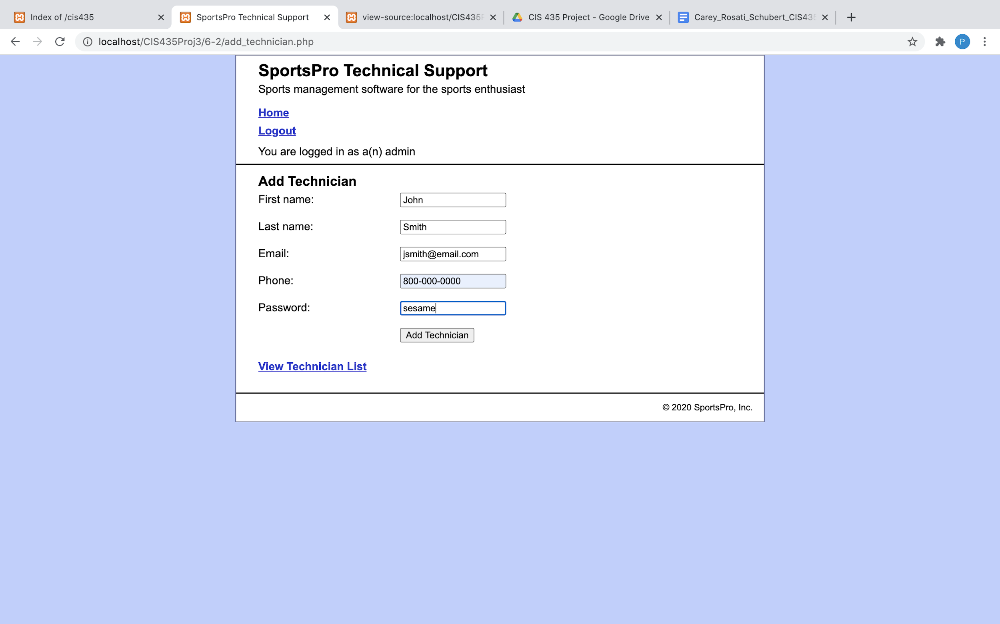 Index of /cis435
SportsPro Technical Support
view-source:localhost/CIS435
CIS 435 Project - Google Drive
Carey_Rosati_Schubert_CIS435
localhost/CIS435Proj3/6-2/add_technician.php
P
SportsPro Technical Support
Sports management software for the sports enthusiast
Home
Logout
You are logged in as a(n) admin
Add Technician
First name: John
Last name: Smith
Email: jsmith@email.com
Phone: 800-000-0000
Password: sesame
Add Technician
View Technician List
© 2020 SportsPro, Inc.